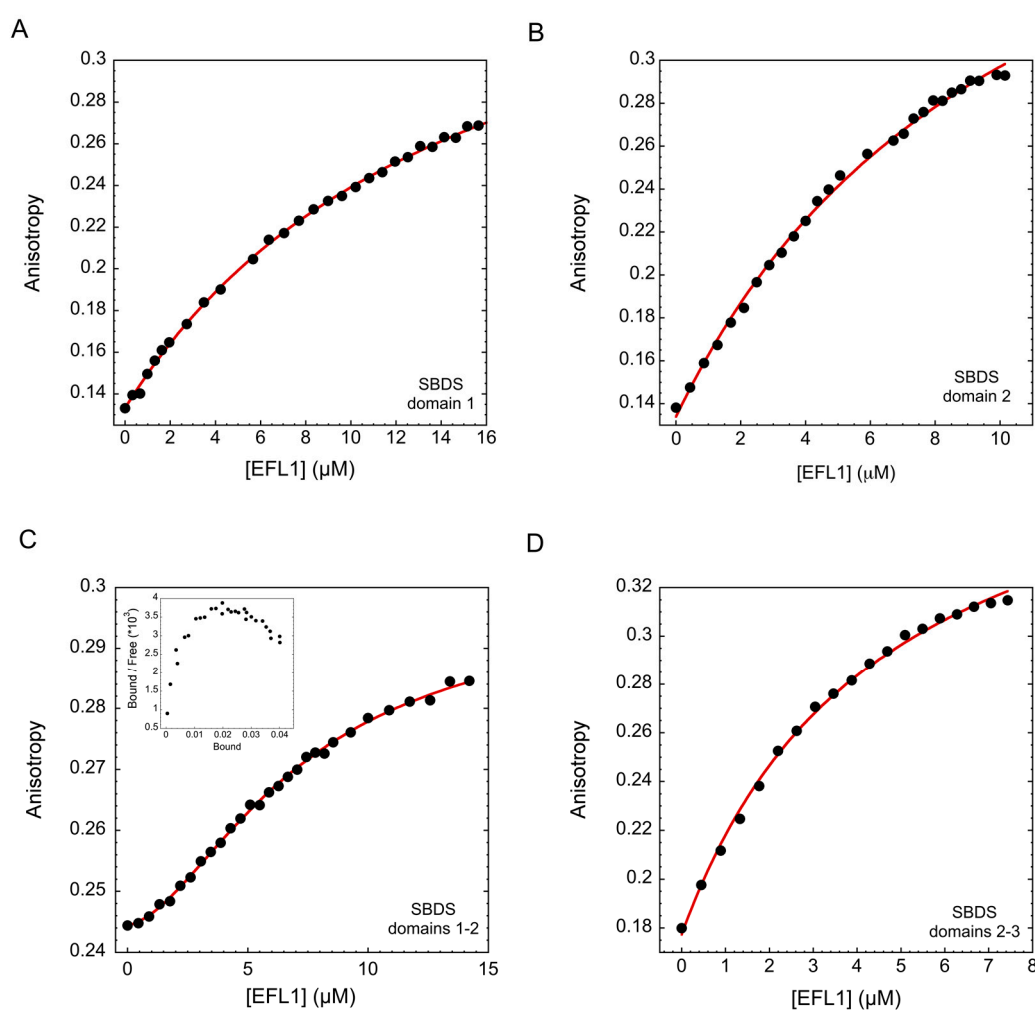 A
0.3
0.28
0.26
0.24
0.22
0.2
0.18
0.16
0.14
Anisotropy
0 2 4 6 8 10 12 14 16
[EFL1] (µM)
SBDS
domain 1
B
0.3
0.28
0.26
0.24
0.22
0.2
0.18
0.16
0.14
Anisotropy
0 2 4 6 8 10
[EFL1] (µM)
SBDS
domain 2
C
0.3
0.29
0.28
0.27
0.26
0.25
0.24
Anisotropy
0 5 10 15
[EFL1] (µM)
SBDS
domains 1-2
4
3.5
3
2.5
2
1.5
1
0.5
Bound / Free (*10³)
0.00 0.01 0.02 0.03 0.04
Bound
D
0.32
0.3
0.28
0.26
0.24
0.22
0.2
0.18
Anisotropy
0 1 2 3 4 5 6 7 8
[EFL1] (µM)
SBDS
domains 2-3